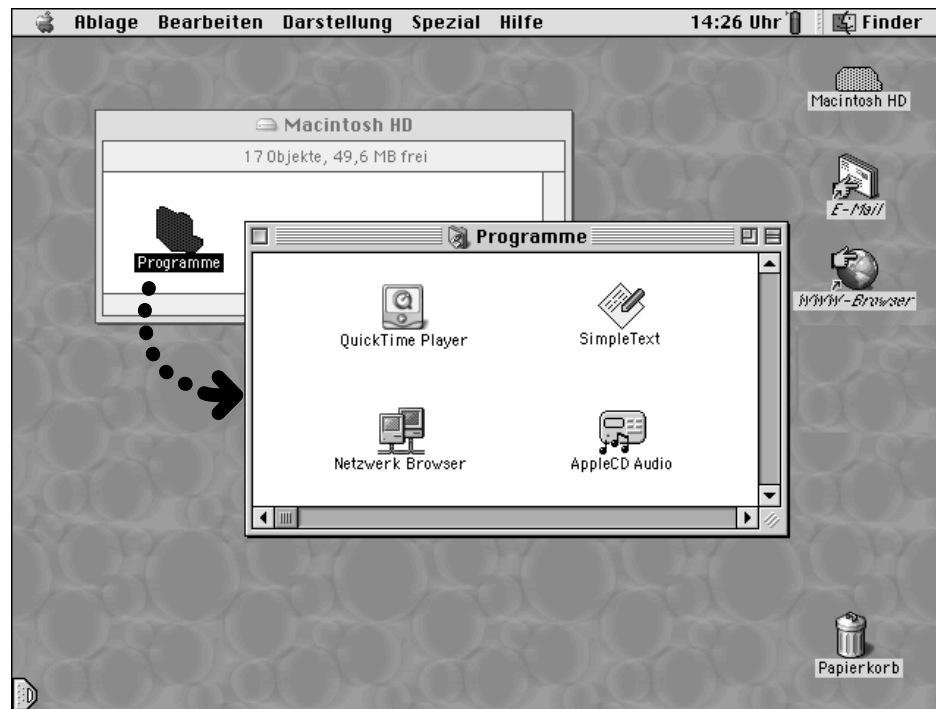 Ablage Bearbeiten Darstellung Spezial Hilfe 14:26 Uhr Finder
Macintosh HD
Macintosh HD
17 Objekte, 49,6 MB frei
E-Mail
Programme
Programme
WWW-Browser
QuickTime Player SimpleText
Netzwerk Browser AppleCD Audio
Papierkorb